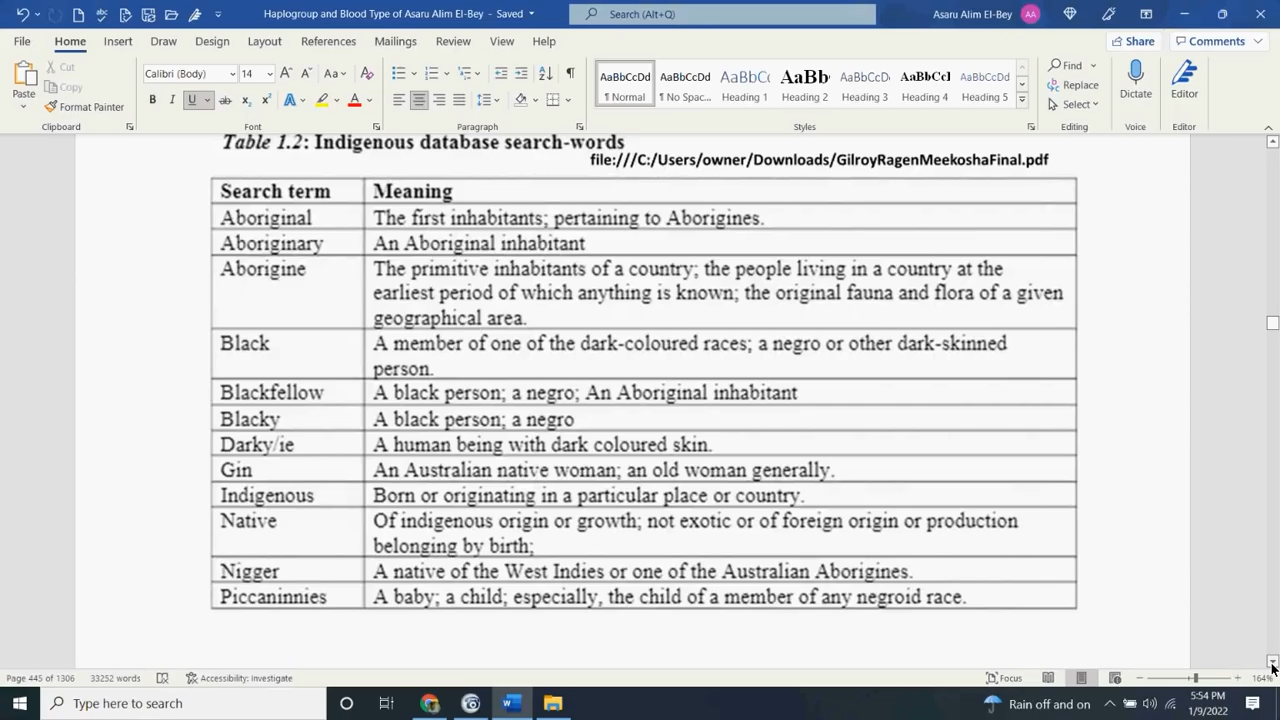 Haplogroup and Blood Type of Asaru Alim El-Bey - Saved
Search (Alt+Q)
Asaru Alim El-Bey
AA
File Home Insert Draw Design Layout References Mailings Review View Help
Share
Comments
Paste
Cut
Copy
Format Painter
Calibri (Body) 14
AaBbCcDd
¶ Normal
AaBbCcDd
¶ No Spac...
AaBbCc
Heading 1
AaBb
Heading 2
AaBbCcDd
Heading 3
AaBbCcI
Heading 4
AaBbCcDd
Heading 5
Find
Replace
Select
Dictate
Editor
Clipboard Font Paragraph Styles Editing Voice Editor
Table 1.2: Indigenous database search-words
file:///C:/Users/owner/Downloads/GilroyRagenMeekoshaFinal.pdf
Search term Meaning
Aboriginal The first inhabitants; pertaining to Aborigines.
Aboriginary An Aboriginal inhabitant
Aborigine The primitive inhabitants of a country; the people living in a country at the
earliest period of which anything is known; the original fauna and flora of a given
geographical area.
Black A member of one of the dark-coloured races; a negro or other dark-skinned
person.
Blackfellow A black person; a negro; An Aboriginal inhabitant
Blacky A black person; a negro
Darky/ie A human being with dark coloured skin.
Gin An Australian native woman; an old woman generally.
Indigenous Born or originating in a particular place or country.
Native Of indigenous origin or growth; not exotic or of foreign origin or production
belonging by birth;
Nigger A native of the West Indies or one of the Australian Aborigines.
Piccaninnies A baby; a child; especially, the child of a member of any negroid race.
Page 445 of 1306 33252 words Accessibility: investigate Focus 164%
Type here to search
Rain off and on
5:54 PM
1/9/2022